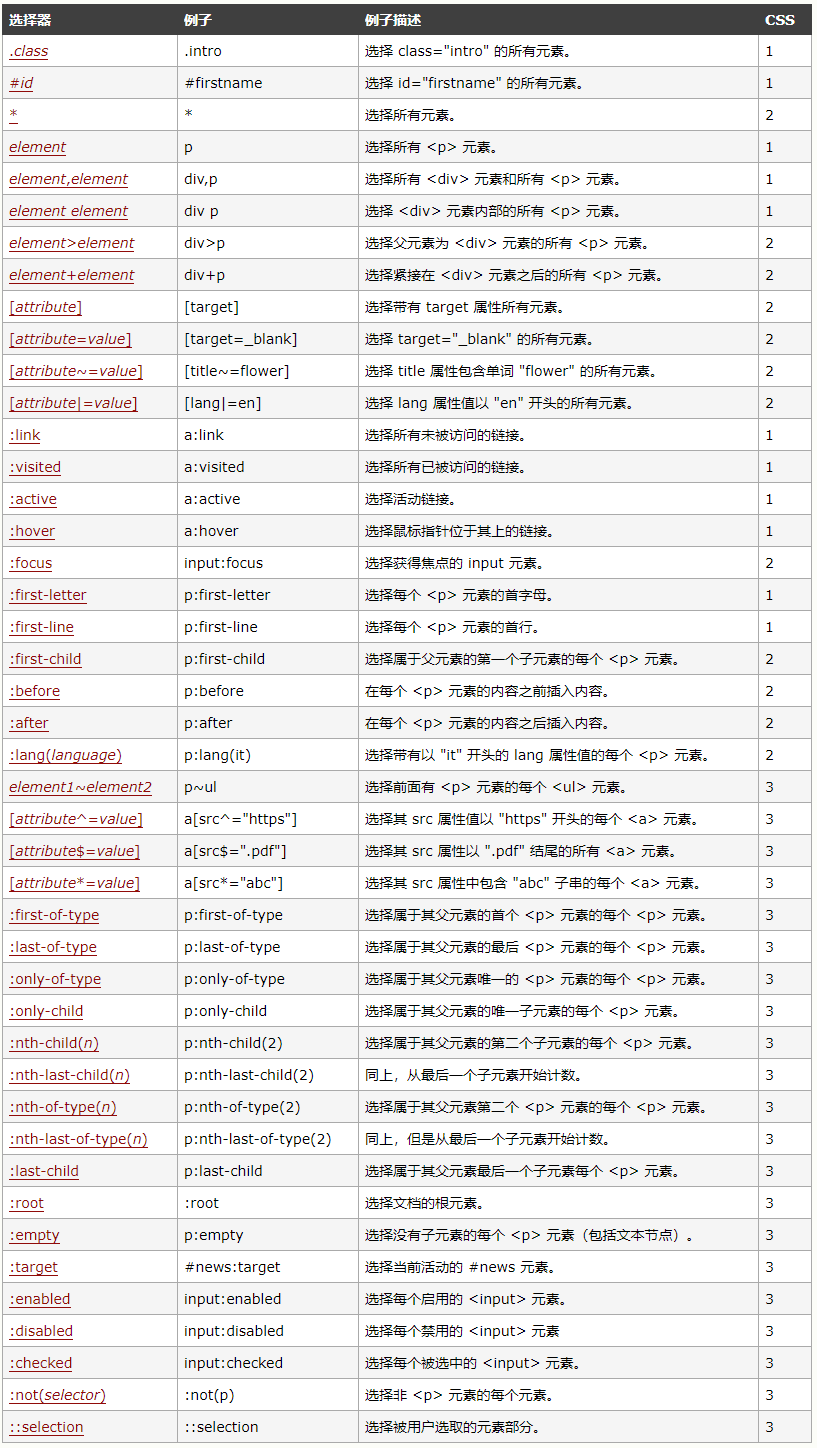 选择器 例子 例子描述 CSS
.class .intro 选择 class="intro" 的所有元素。 1
#id #firstname 选择 id="firstname" 的所有元素。 1
* * 选择所有元素。 2
element p 选择所有 <p> 元素。 1
element,element div,p 选择所有 <div> 元素和所有 <p> 元素。 1
element element div p 选择 <div> 元素内部的所有 <p> 元素。 1
element>element div>p 选择父元素为 <div> 元素的所有 <p> 元素。 2
element+element div+p 选择紧接在 <div> 元素之后的所有 <p> 元素。 2
[attribute] [target] 选择带有 target 属性所有元素。 2
[attribute=value] [target=_blank] 选择 target="_blank" 的所有元素。 2
[attribute~=value] [title~=flower] 选择 title 属性包含单词 "flower" 的所有元素。 2
[attribute|=value] [lang|=en] 选择 lang 属性值以 "en" 开头的所有元素。 2
:link a:link 选择所有未被访问的链接。 1
:visited a:visited 选择所有已被访问的链接。 1
:active a:active 选择活动链接。 1
:hover a:hover 选择鼠标指针位于其上的链接。 1
:focus input:focus 选择获得焦点的 input 元素。 2
:first-letter p:first-letter 选择每个 <p> 元素的首字母。 1
:first-line p:first-line 选择每个 <p> 元素的首行。 1
:first-child p:first-child 选择属于父元素的第一个子元素的每个 <p> 元素。 2
:before p:before 在每个 <p> 元素的内容之前插入内容。 2
:after p:after 在每个 <p> 元素的内容之后插入内容。 2
:lang(language) p:lang(it) 选择带有以 "it" 开头的 lang 属性值的每个 <p> 元素。 2
element1~element2 p~ul 选择前面有 <p> 元素的每个 <ul> 元素。 3
[attribute^=value] a[src^="https"] 选择其 src 属性值以 "https" 开头的每个 <a> 元素。 3
[attribute$=value] a[src$=".pdf"] 选择其 src 属性以 ".pdf" 结尾的所有 <a> 元素。 3
[attribute*=value] a[src*="abc"] 选择其 src 属性中包含 "abc" 子串的每个 <a> 元素。 3
:first-of-type p:first-of-type 选择属于其父元素的首个 <p> 元素的每个 <p> 元素。 3
:last-of-type p:last-of-type 选择属于其父元素的最后 <p> 元素的每个 <p> 元素。 3
:only-of-type p:only-of-type 选择属于其父元素唯一的 <p> 元素的每个 <p> 元素。 3
:only-child p:only-child 选择属于其父元素的唯一子元素的每个 <p> 元素。 3
:nth-child(n) p:nth-child(2) 选择属于其父元素的第二个子元素的每个 <p> 元素。 3
:nth-last-child(n) p:nth-last-child(2) 同上，从最后一个子元素开始计数。 3
:nth-of-type(n) p:nth-of-type(2) 选择属于其父元素第二个 <p> 元素的每个 <p> 元素。 3
:nth-last-of-type(n) p:nth-last-of-type(2) 同上，但是从最后一个子元素开始计数。 3
:last-child p:last-child 选择属于其父元素最后一个子元素每个 <p> 元素。 3
:root :root 选择文档的根元素。 3
:empty p:empty 选择没有子元素的每个 <p> 元素（包括文本节点）。 3
:target #news:target 选择当前活动的 #news 元素。 3
:enabled input:enabled 选择每个启用的 <input> 元素。 3
:disabled input:disabled 选择每个禁用的 <input> 元素 3
:checked input:checked 选择每个被选中的 <input> 元素。 3
:not(selector) :not(p) 选择非 <p> 元素的每个元素。 3
::selection ::selection 选择被用户选取的元素部分。 3